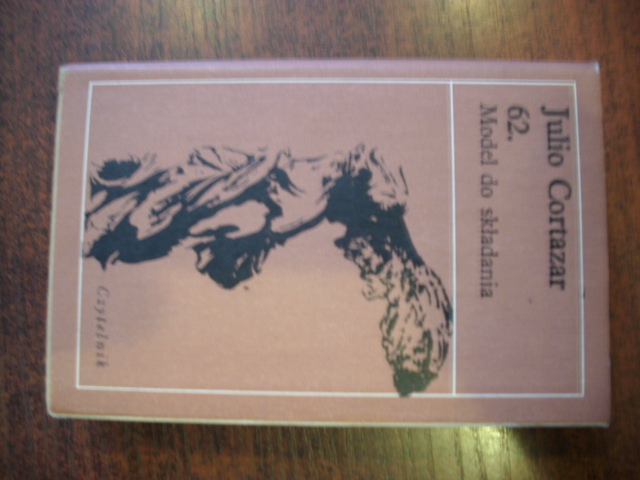 Julio Cortazar
62.
Model do składania
Czytelnik